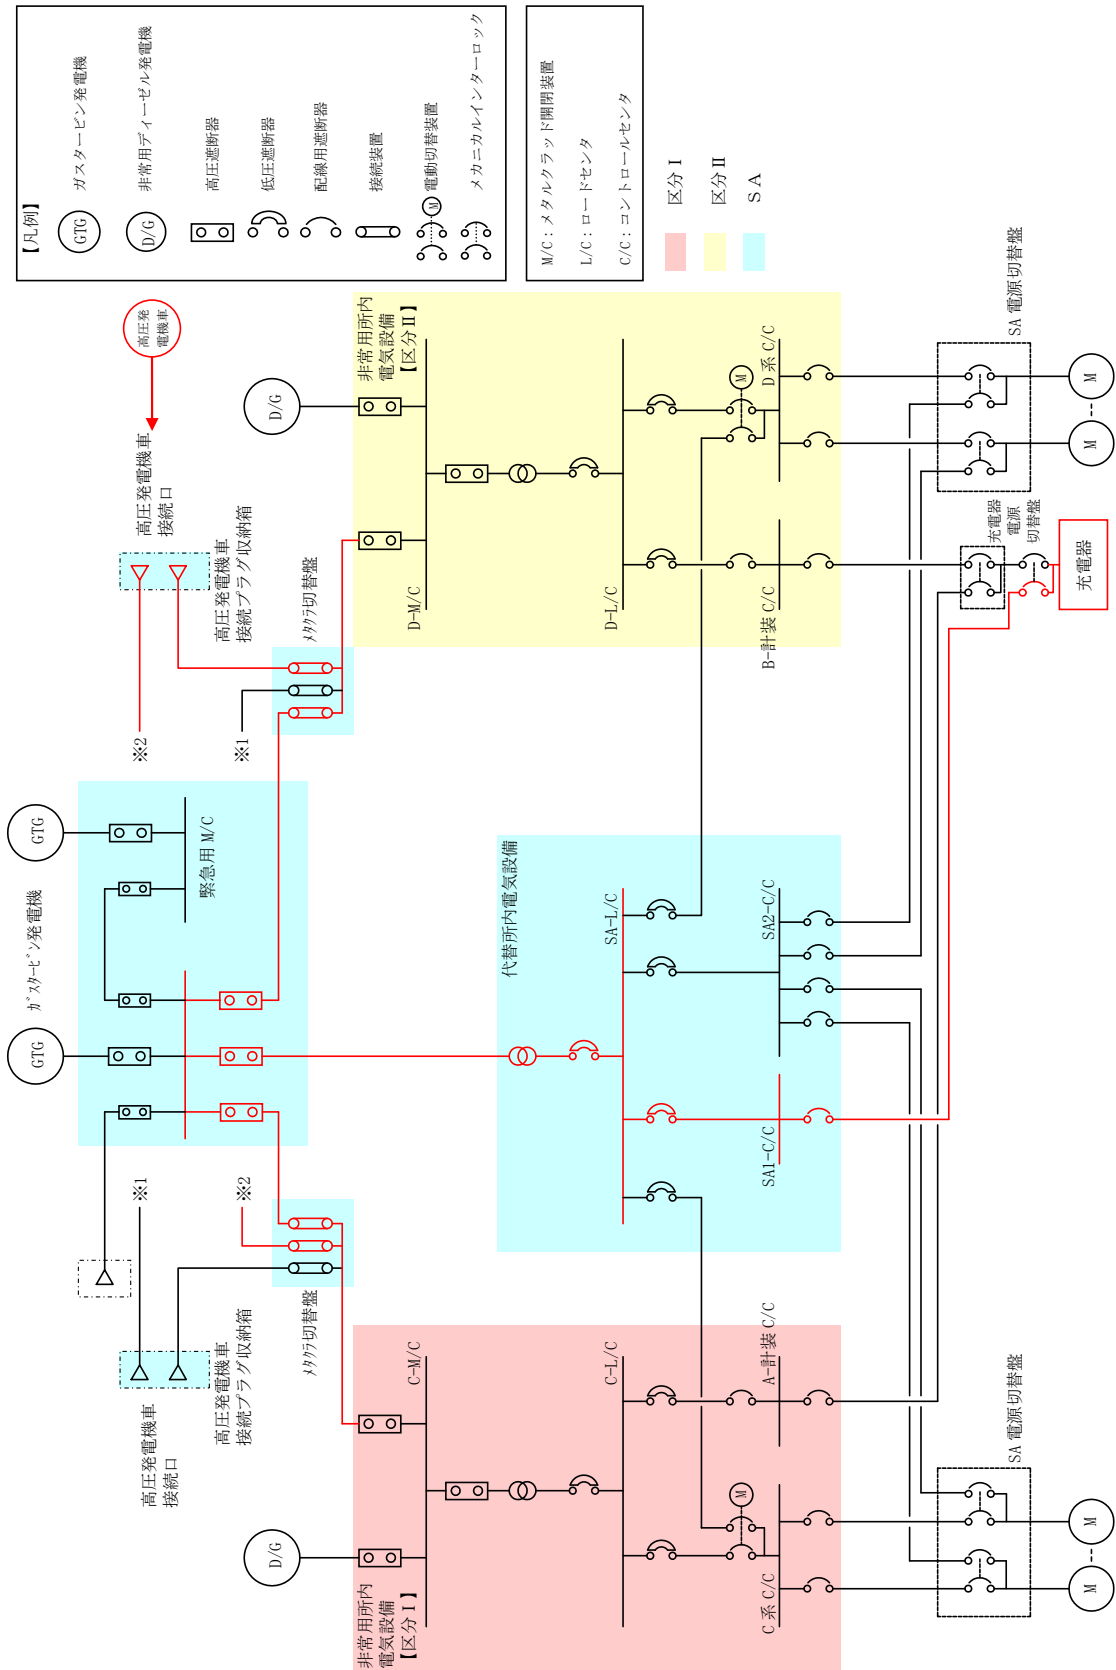 【凡例】
GTG
ガスタービン発電機
D/G
非常用ディーゼル発電機
高圧遮断器
低圧遮断器
配線用遮断器
接続装置
M
電動切替装置
メカニカルインターロック
M/C：メタルクラッド開閉装置
L/C：ロードセンタ
C/C：コントロールセンタ
区分Ⅰ
区分Ⅱ
SA
ｶﾞｽﾀｰﾋﾞﾝ発電機
GTG
GTG
緊急用 M/C
高圧発
電機車
高圧発電機車
接続口
高圧発電機車
接続プラグ収納箱
※2
※1
ﾒﾀｸﾗ切替盤
高圧発電機車
接続口
高圧発電機車
接続プラグ収納箱
※1
※2
ﾒﾀｸﾗ切替盤
D/G
非常用所内
電気設備
【区分Ⅰ】
C-M/C
C-L/C
M
C 系 C/C
A-計装 C/C
代替所内電気設備
SA-L/C
SA1-C/C
SA2-C/C
D/G
非常用所内
電気設備
【区分Ⅱ】
D-M/C
D-L/C
M
B-計装 C/C
D 系 C/C
SA 電源切替盤
M
M
充電器
電源
切替盤
充電器
SA 電源切替盤
M
M